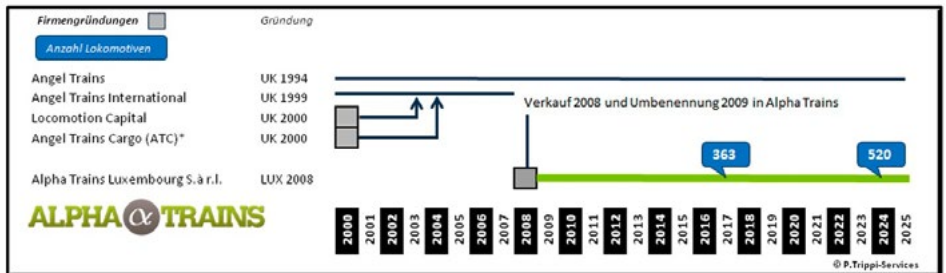 Firmengründungen Gründung
Anzahl Lokomotiven
Angel Trains UK 1994
Angel Trains International UK 1999
Verkauf 2008 und Umbenennung 2009 in Alpha Trains
Locomotion Capital UK 2000
Angel Trains Cargo (ATC)* UK 2000
363 520
Alpha Trains Luxembourg S.à r.l. LUX 2008
ALPHA α TRAINS
2000 2001 2002 2003 2004 2005 2006 2007 2008 2009 2010 2011 2012 2013 2014 2015 2016 2017 2018 2019 2020 2021 2022 2023 2024 2025
© P.Trippi-Services